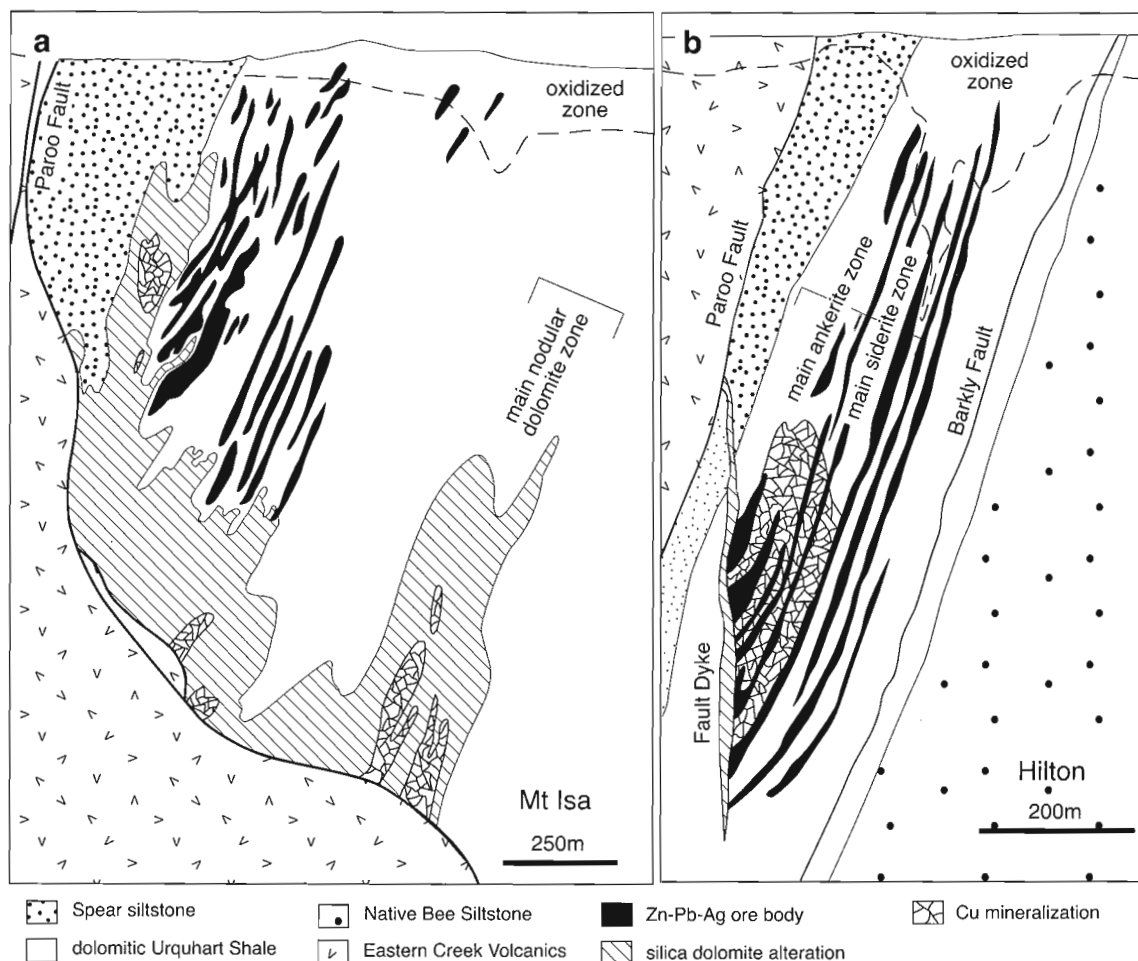 a
Paroo Fault
oxidized
zone
main nodular
dolomite zone
Mt Isa
250m
b
oxidized
zone
Paroo Fault
main ankerite zone
main siderite zone
Barkly Fault
Fault Dyke
Hilton
200m
Spear siltstone
Native Bee Siltstone
Zn-Pb-Ag ore body
Cu mineralization
dolomitic Urquhart Shale
Eastern Creek Volcanics
silica dolomite alteration